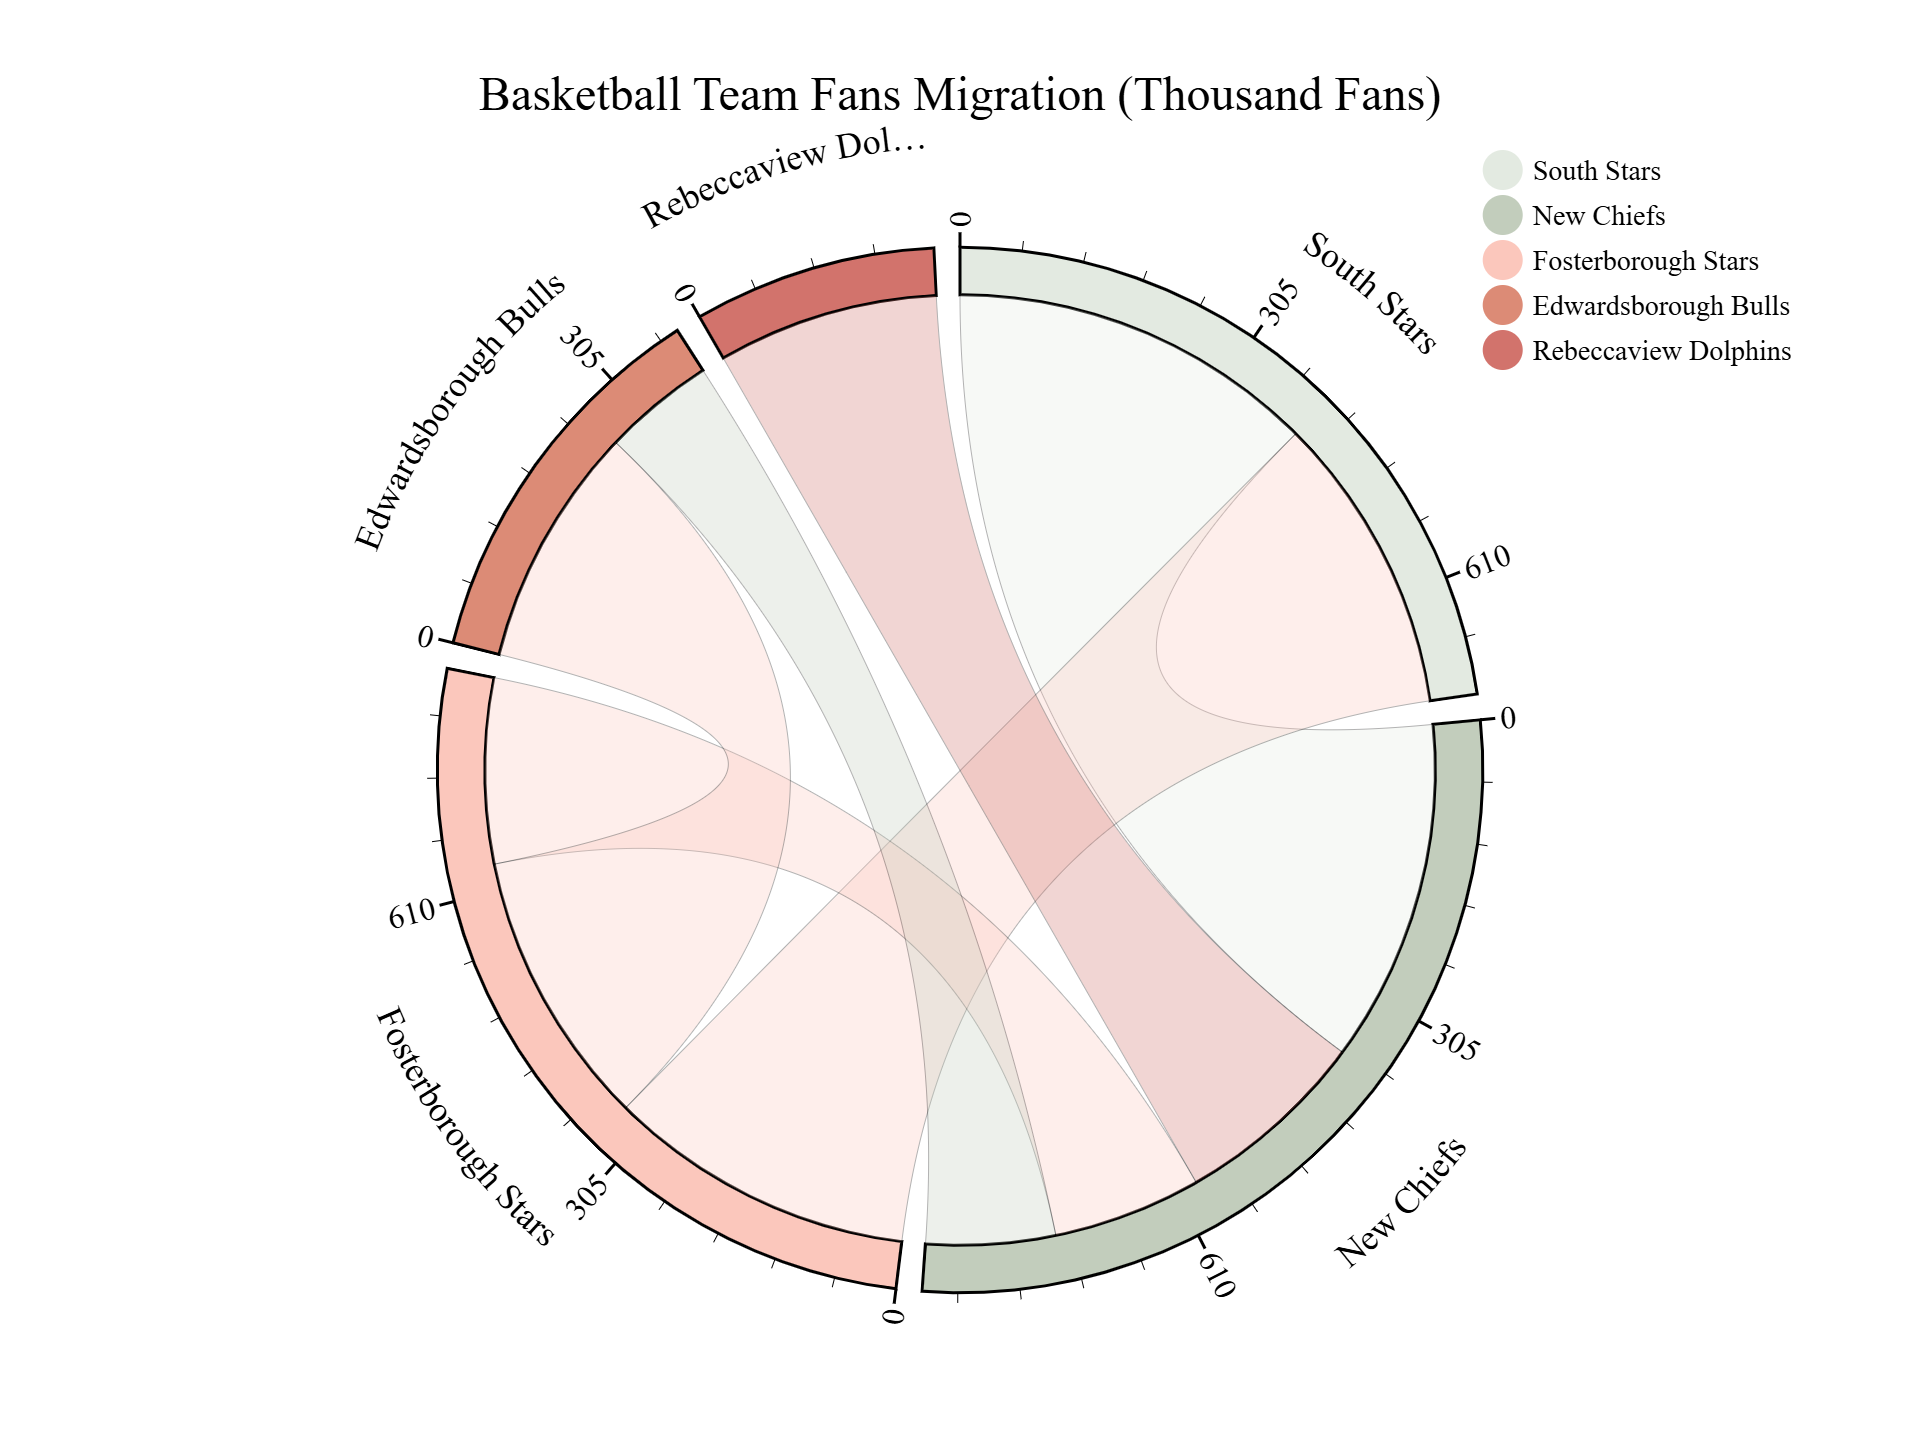 Basketball Team Fans Migration (Thousand Fans)
Rebeccaview Dol…
South Stars
New Chiefs
Fosterborough Stars
Edwardsborough Bulls
Rebeccaview Dolphins
0
305
610
South Stars
0
305
610
New Chiefs
0
305
610
Fosterborough Stars
0
305
Edwardsborough Bulls
0